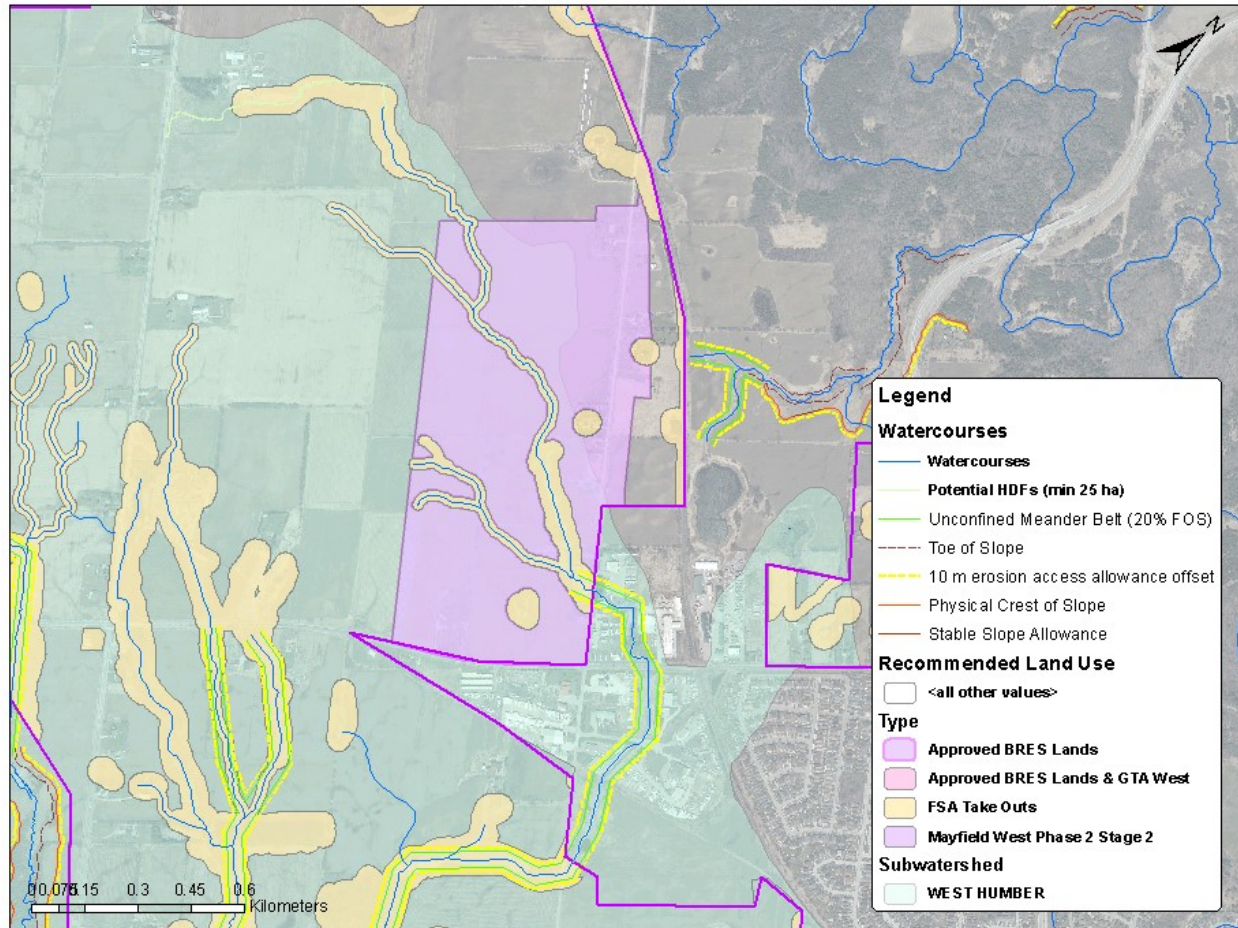 N
Legend
Watercourses
Watercourses
Potential HDFs (min 25 ha)
Unconfined Meander Belt (20% FOS)
Toe of Slope
10 m erosion access allowance offset
Physical Crest of Slope
Stable Slope Allowance
Recommended Land Use
<all other values>
Type
Approved BRES Lands
Approved BRES Lands & GTA West
FSA Take Outs
Mayfield West Phase 2 Stage 2
Subwatershed
WEST HUMBER
0 0.075 0.15 0.3 0.45 0.6
Kilometers